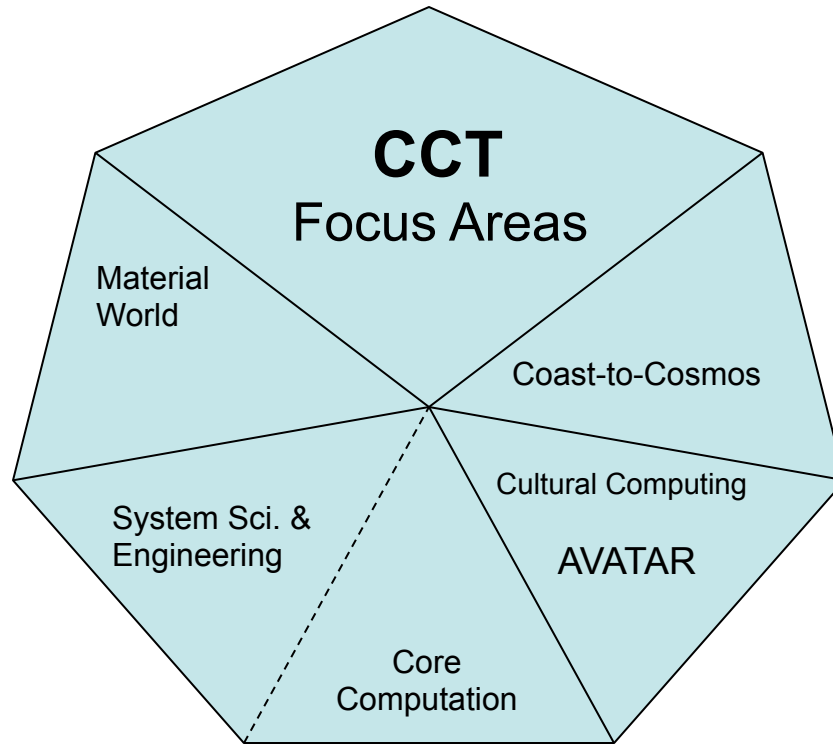 CCT
Focus Areas
Material
World
Coast-to-Cosmos
Cultural Computing
AVATAR
System Sci. &
Engineering
Core
Computation